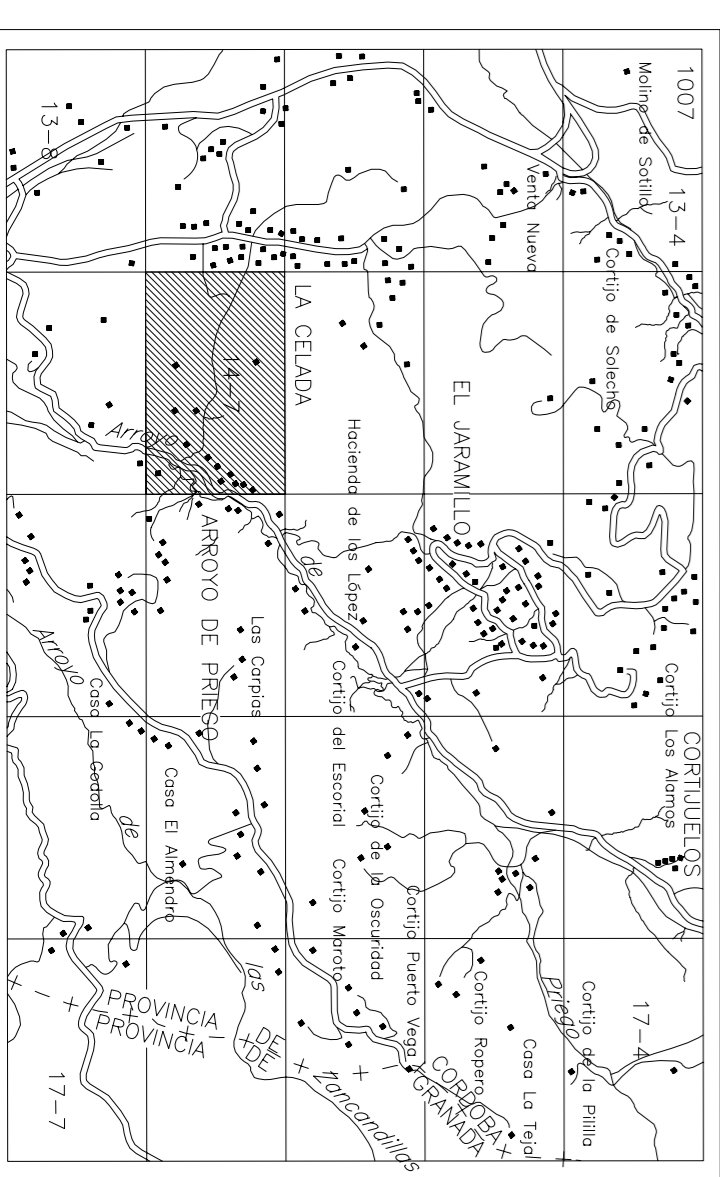 1007
CORTIJUELOS
13-4
Cortijo
Los Alamos
Molino de Sotillo
17-4
Cortijo de Solecha
Cortijo de la Pililla
Venta Nueva
Priego
Casa La Tejal
Cortijo Ropero
EL JARAMILLO
Cortijo Puerto Vega
Cortijo de la Oscuridad
Hacienda de los López
Cortijo del Escorial
Cortijo Maroto
LA CELADA
Arroyo de
Las Carpias
14-7
ARROYO DE PRIEGO
PROVINCIA DE CORDOBA
PROVINCIA DE GRANADA
Casa El Almendro
Casa La Godolla
Arroyo de las Zancandillas
13-8
17-7